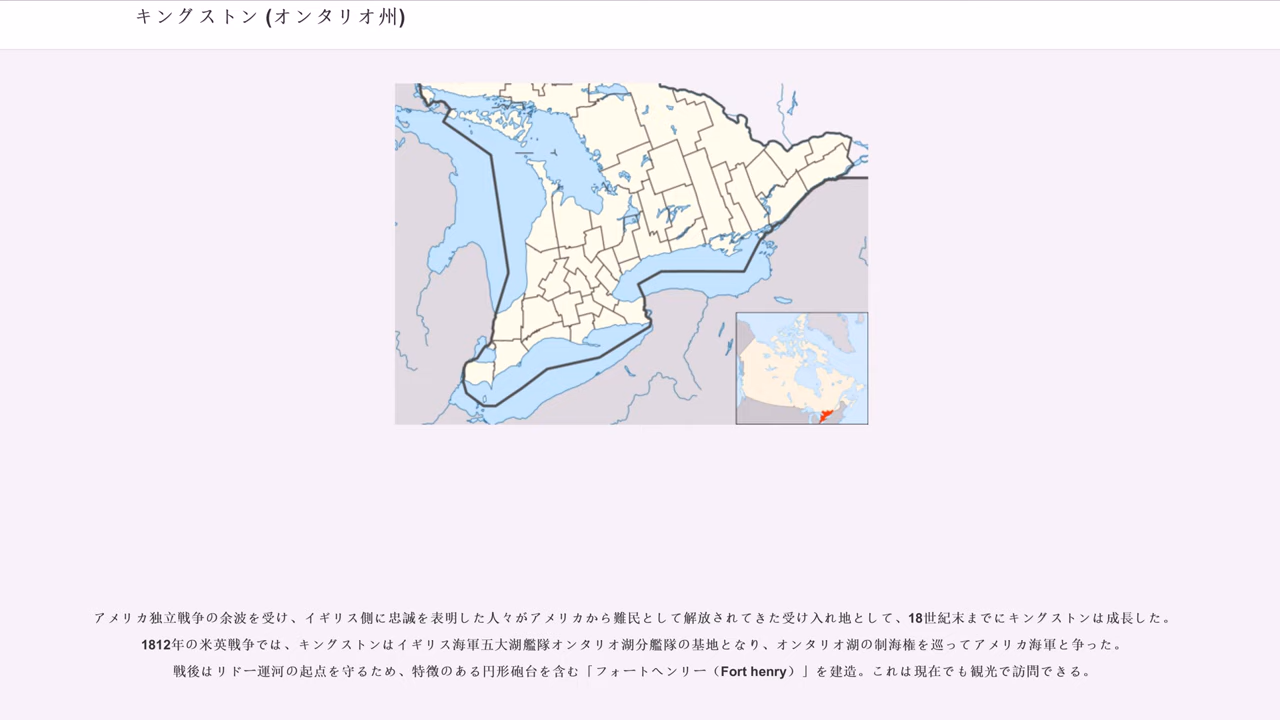 キングストン (オンタリオ州)
アメリカ独立戦争の余波を受け、イギリス側に忠誠を表明した人々がアメリカから難民として解放されてきた受け入れ地として、18世紀末までにキングストンは成長した。
1812年の米英戦争では、キングストンはイギリス海軍五大湖艦隊オンタリオ湖分艦隊の基地となり、オンタリオ湖の制海権を巡ってアメリカ海軍と争った。
戦後はリドー運河の起点を守るため、特徴のある円形砲台を含む「フォートヘンリー（Fort henry）」を建造。これは現在でも観光で訪問できる。